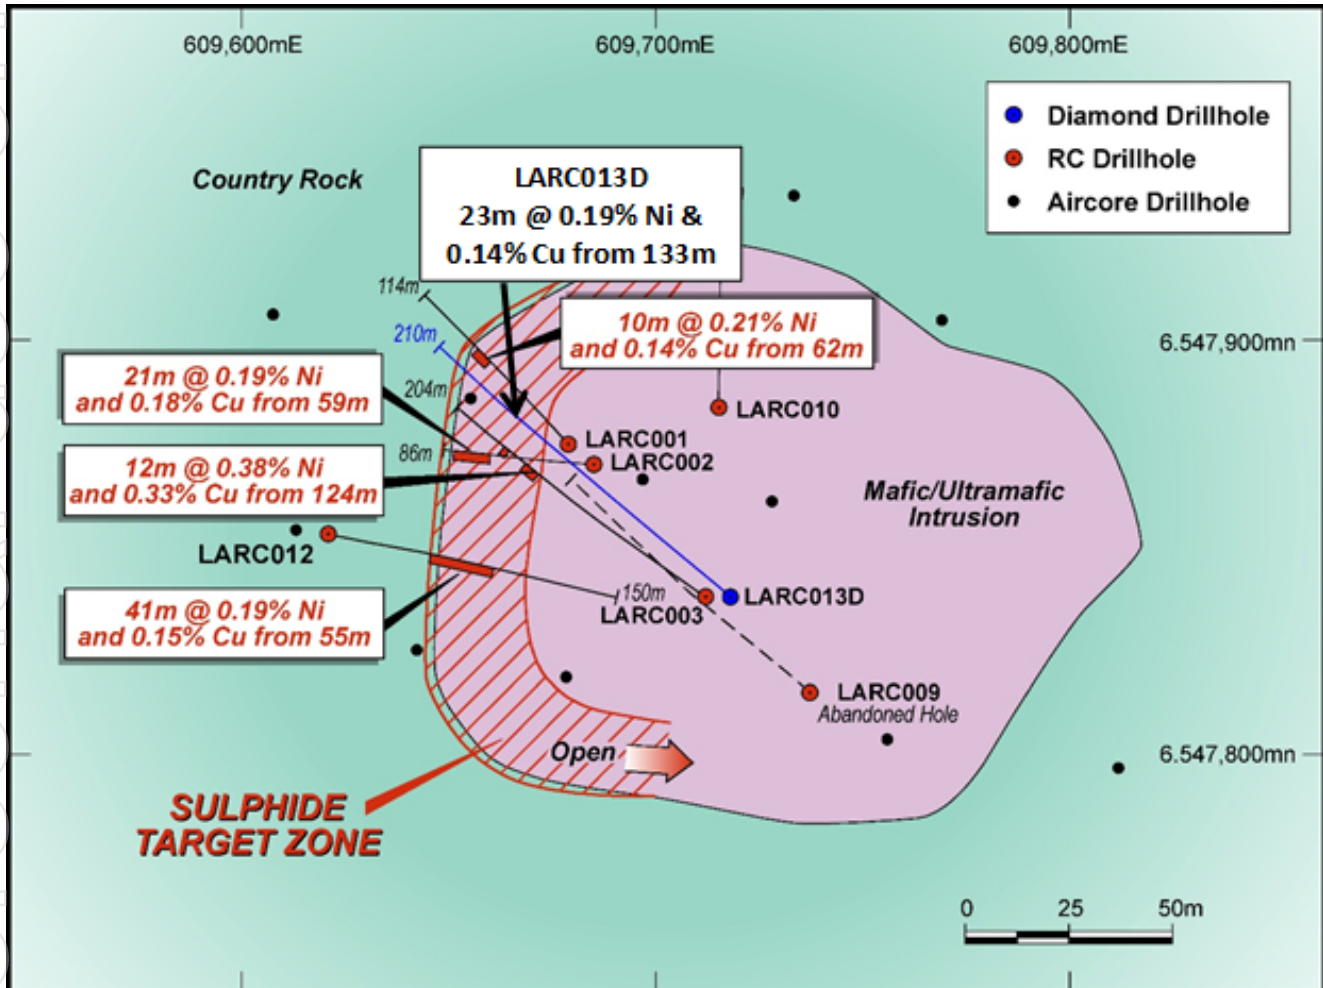 609,600mE
609,700mE
609,800mE
Diamond Drillhole
RC Drillhole
Aircore Drillhole
Country Rock
LARC013D
23m @ 0.19% Ni &
0.14% Cu from 133m
114m
210m
10m @ 0.21% Ni
and 0.14% Cu from 62m
6.547,900mn
21m @ 0.19% Ni
and 0.18% Cu from 59m
204m
LARC010
LARC001
86m
LARC002
12m @ 0.38% Ni
and 0.33% Cu from 124m
Mafic/Ultramafic
Intrusion
LARC012
150m
LARC003
LARC013D
41m @ 0.19% Ni
and 0.15% Cu from 55m
LARC009
Abandoned Hole
Open
6.547,800mn
SULPHIDE
TARGET ZONE
0 25 50m